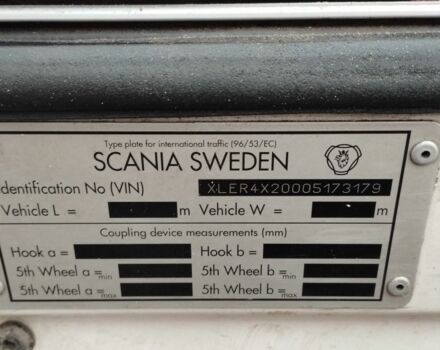 Type plate for international traffic (96/53/EC)
SCANIA SWEDEN
dentification No (VIN) XLER4X20005173179
Vehicle L = m Vehicle W = m
Coupling device measurements (mm)
Hook a = Hook b =
5th Wheel a min = 5th Wheel b min =
5th Wheel a max = 5th Wheel b max =